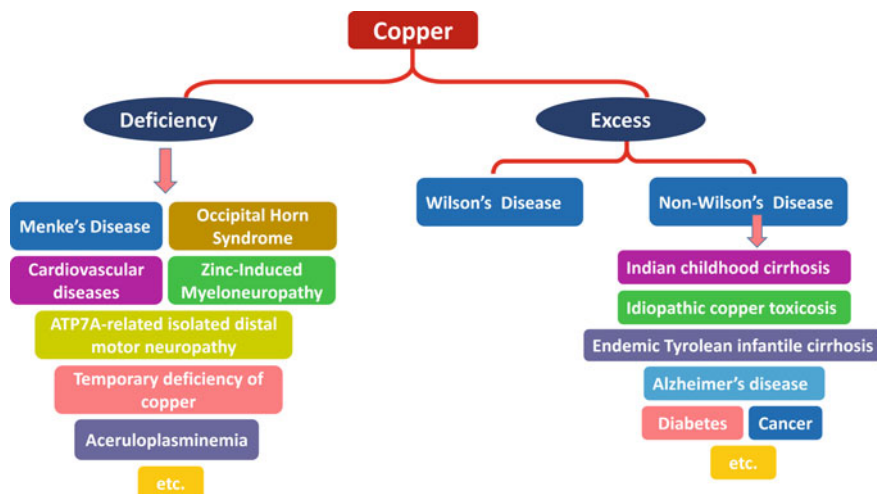 Copper
Deficiency
Excess
Menke's Disease
Occipital Horn
Syndrome
Cardiovascular
diseases
Zinc-Induced
Myeloneuropathy
ATP7A-related isolated distal
motor neuropathy
Temporary deficiency of
copper
Aceruloplasminemia
etc.
Wilson's Disease
Non-Wilson's Disease
Indian childhood cirrhosis
Idiopathic copper toxicosis
Endemic Tyrolean infantile cirrhosis
Alzheimer's disease
Diabetes
Cancer
etc.